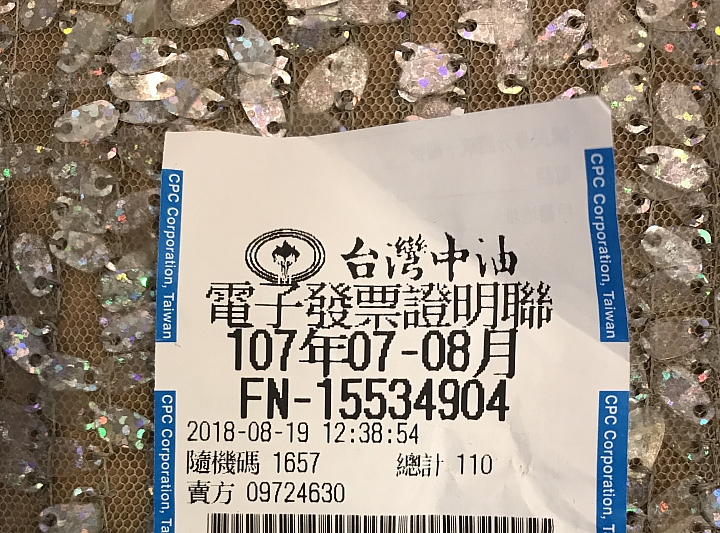 台灣中油
電子發票證明聯
107年07-08月
FN-15534904
2018-08-19 12:38:54
隨機碼 1657 總計 110
賣方 09724630
CPC Corporation, Taiwan
CPC Corporation, Ta
CPC Corporation, Taiwan
CPC Corporation, T